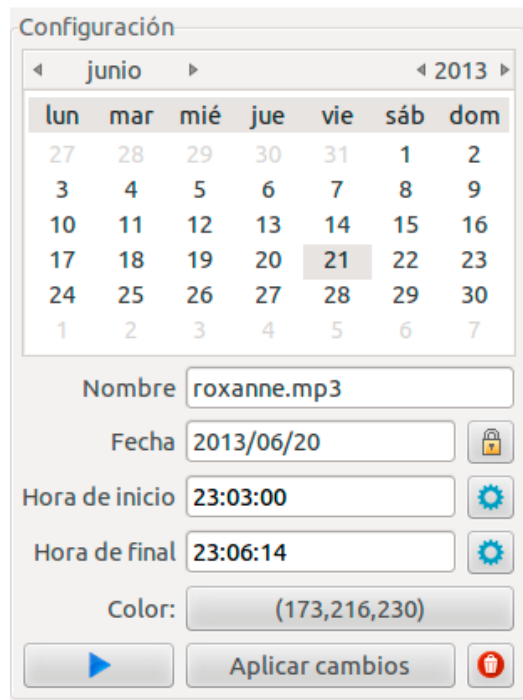 Configuración
junio 2013
lun mar mié jue vie sáb dom
27 28 29 30 31 1 2
3 4 5 6 7 8 9
10 11 12 13 14 15 16
17 18 19 20 21 22 23
24 25 26 27 28 29 30
1 2 3 4 5 6 7
Nombre roxanne.mp3
Fecha 2013/06/20
Hora de inicio 23:03:00
Hora de final 23:06:14
Color: (173,216,230)
Aplicar cambios